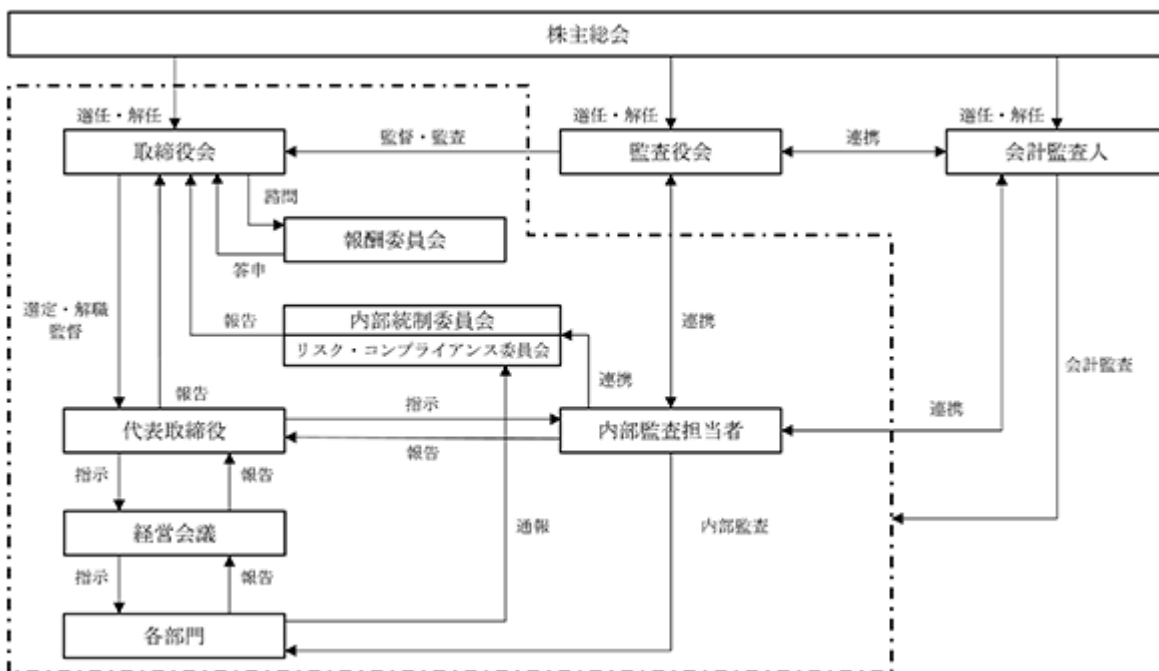 株主総会
選任・解任
選任・解任
選任・解任
取締役会
監督・監査
監査役会
連携
会計監査人
諮問
報酬委員会
答申
選定・解職
監督
報告
内部統制委員会
リスク・コンプライアンス委員会
連携
会計監査
報告
連携
指示
連携
代表取締役
内部監査担当者
報告
指示
報告
経営会議
通報
内部監査
指示
報告
各部門